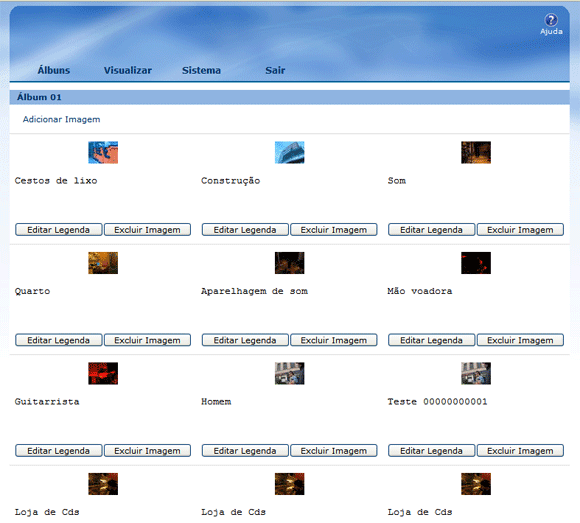 Ajuda
Álbuns Visualizar Sistema Sair
Álbum 01
Adicionar Imagem
Cestos de lixo Construção Som
Editar Legenda Excluir Imagem Editar Legenda Excluir Imagem Editar Legenda Excluir Imagem
Quarto Aparelhagem de som Mão voadora
Editar Legenda Excluir Imagem Editar Legenda Excluir Imagem Editar Legenda Excluir Imagem
Guitarrista Homem Teste 00000000001
Editar Legenda Excluir Imagem Editar Legenda Excluir Imagem Editar Legenda Excluir Imagem
Loja de Cds Loja de Cds Loja de Cds